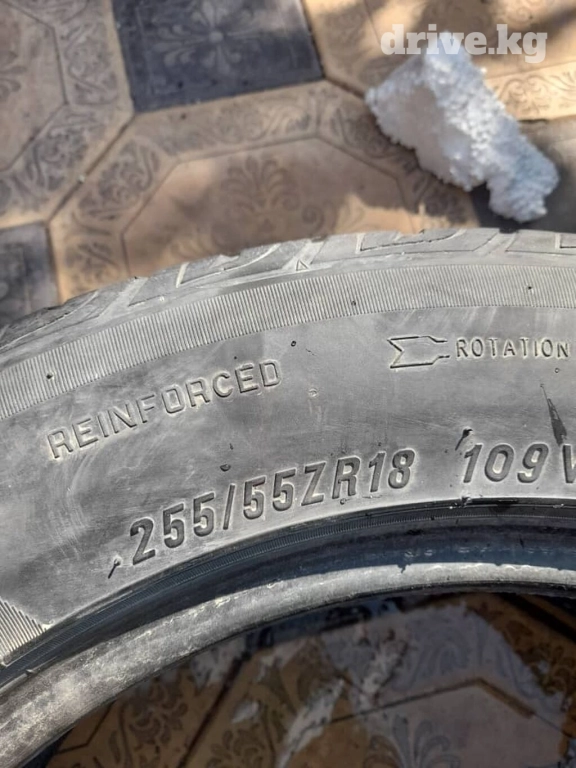 drive.kg
ROTATION
REINFORCED
255/55ZR18 109V